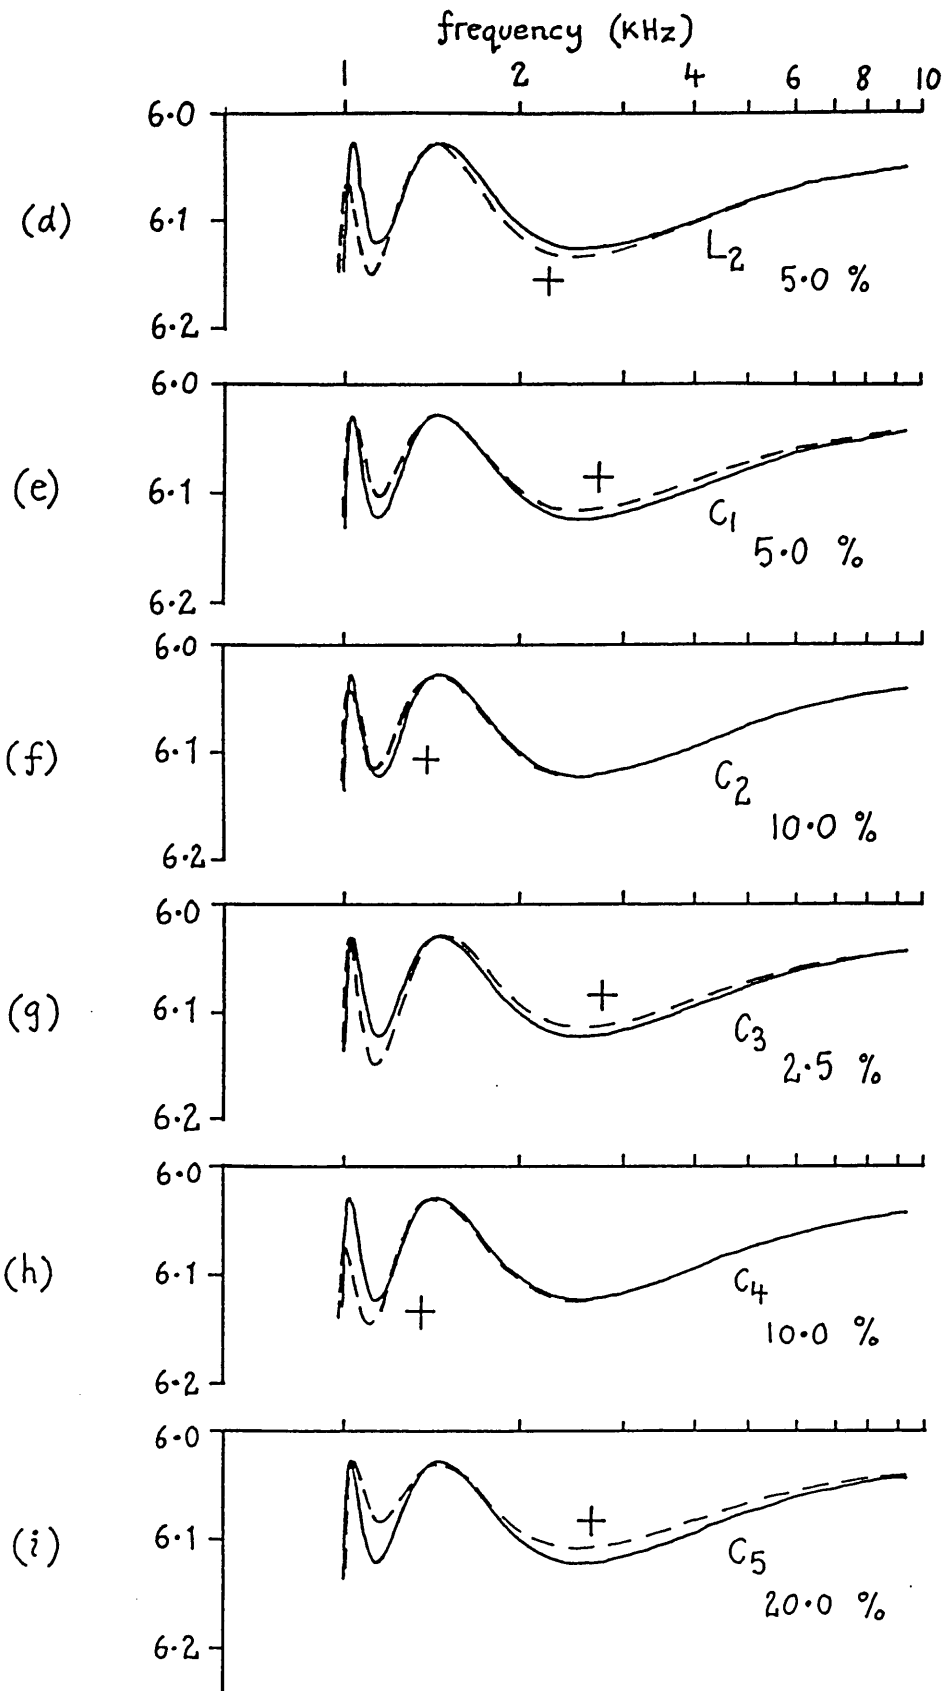 frequency (KHz)
1 2 4 6 8 10
(d)
6.0
6.1
6.2
+
L2
5.0 %
(e)
6.0
6.1
6.2
+
C1
5.0 %
(f)
6.0
6.1
6.2
+
C2
10.0 %
(g)
6.0
6.1
6.2
+
C3
2.5 %
(h)
6.0
6.1
6.2
+
C4
10.0 %
(i)
6.0
6.1
6.2
+
C5
20.0 %